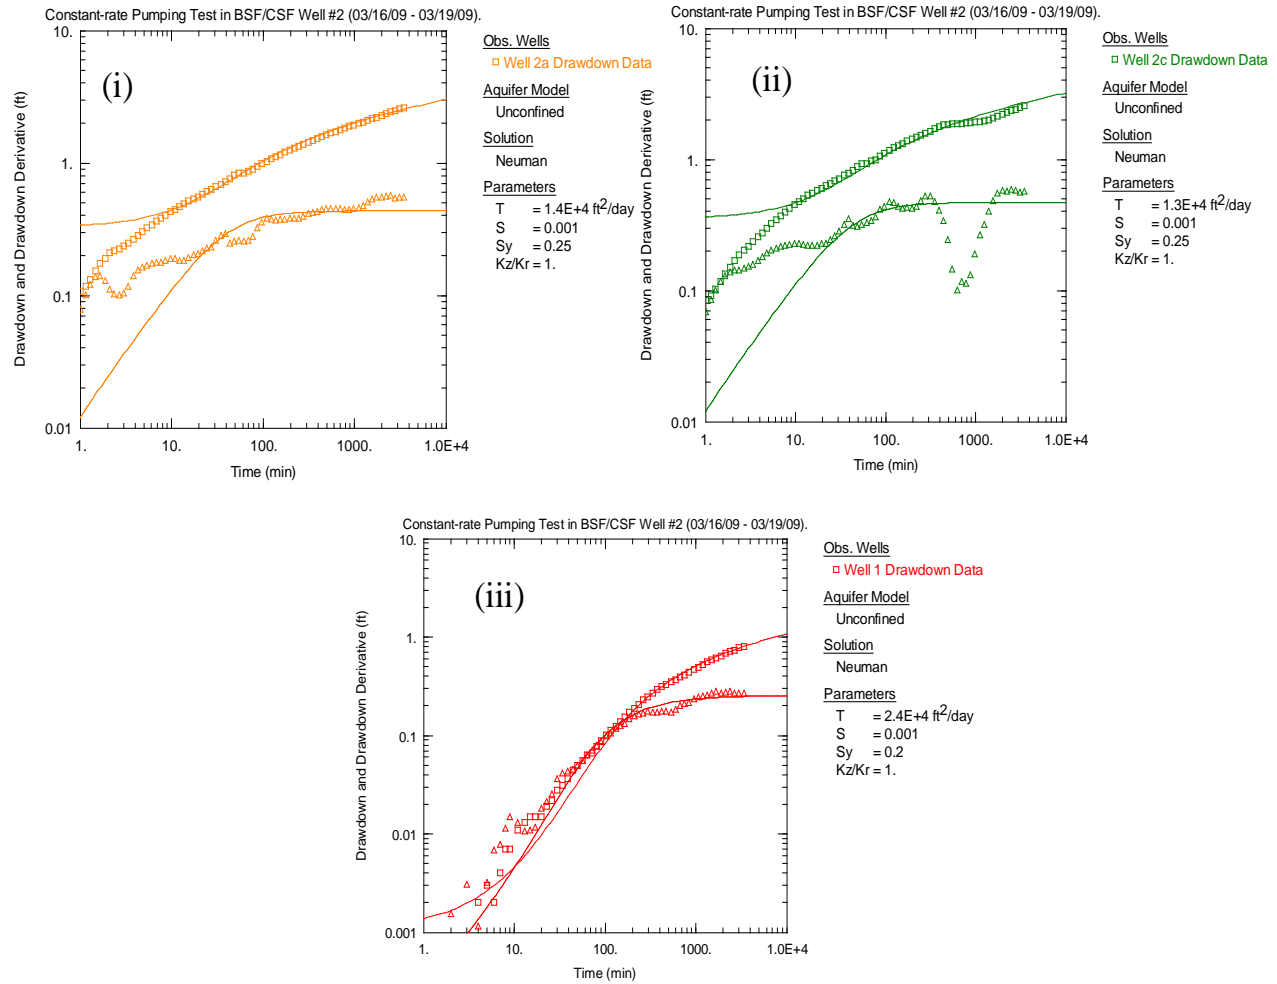 Constant-rate Pumping Test in BSF/CSF Well #2 (03/16/09 - 03/19/09).
10.
1.
0.1
0.01
1.
10.
100.
1000.
1.0E+4
Time (min)
Drawdown and Drawdown Derivative (ft)
(i)
Obs. Wells
Well 2a Drawdown Data
Aquifer Model
Unconfined
Solution
Neuman
Parameters
T = 1.4E+4 ft²/day
S = 0.001
Sy = 0.25
Kz/Kr = 1.
Constant-rate Pumping Test in BSF/CSF Well #2 (03/16/09 - 03/19/09).
10.
1.
0.1
0.01
1.
10.
100.
1000.
1.0E+4
Time (min)
Drawdown and Drawdown Derivative (ft)
(ii)
Obs. Wells
Well 2c Drawdown Data
Aquifer Model
Unconfined
Solution
Neuman
Parameters
T = 1.3E+4 ft²/day
S = 0.001
Sy = 0.25
Kz/Kr = 1.
Constant-rate Pumping Test in BSF/CSF Well #2 (03/16/09 - 03/19/09).
10.
1.
0.1
0.01
0.001
1.
10.
100.
1000.
1.0E+4
Time (min)
Drawdown and Drawdown Derivative (ft)
(iii)
Obs. Wells
Well 1 Drawdown Data
Aquifer Model
Unconfined
Solution
Neuman
Parameters
T = 2.4E+4 ft²/day
S = 0.001
Sy = 0.2
Kz/Kr = 1.